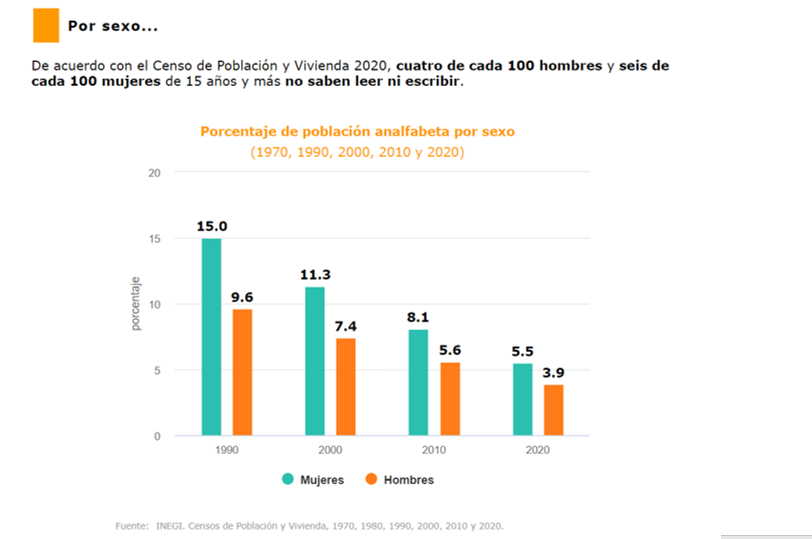 Por sexo...
De acuerdo con el Censo de Población y Vivienda 2020, cuatro de cada 100 hombres y seis de
cada 100 mujeres de 15 años y más no saben leer ni escribir.
Porcentaje de población analfabeta por sexo
(1970, 1990, 2000, 2010 y 2020)
20
15
10
5
0
porcentaje
15.0
9.6
11.3
7.4
8.1
5.6
5.5
3.9
1990
2000
2010
2020
Mujeres
Hombres
Fuente: INEGI. Censos de Población y Vivienda, 1970, 1980, 1990, 2000, 2010 y 2020.